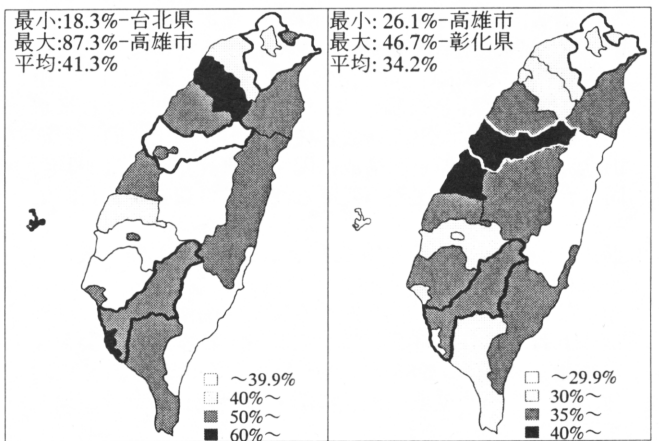 最小:18.3%-台北県
最大:87.3%-高雄市
平均:41.3%
～39.9%
40%～
50%～
60%～
最小: 26.1%-高雄市
最大: 46.7%-彰化県
平均: 34.2%
～29.9%
30%～
35%～
40%～